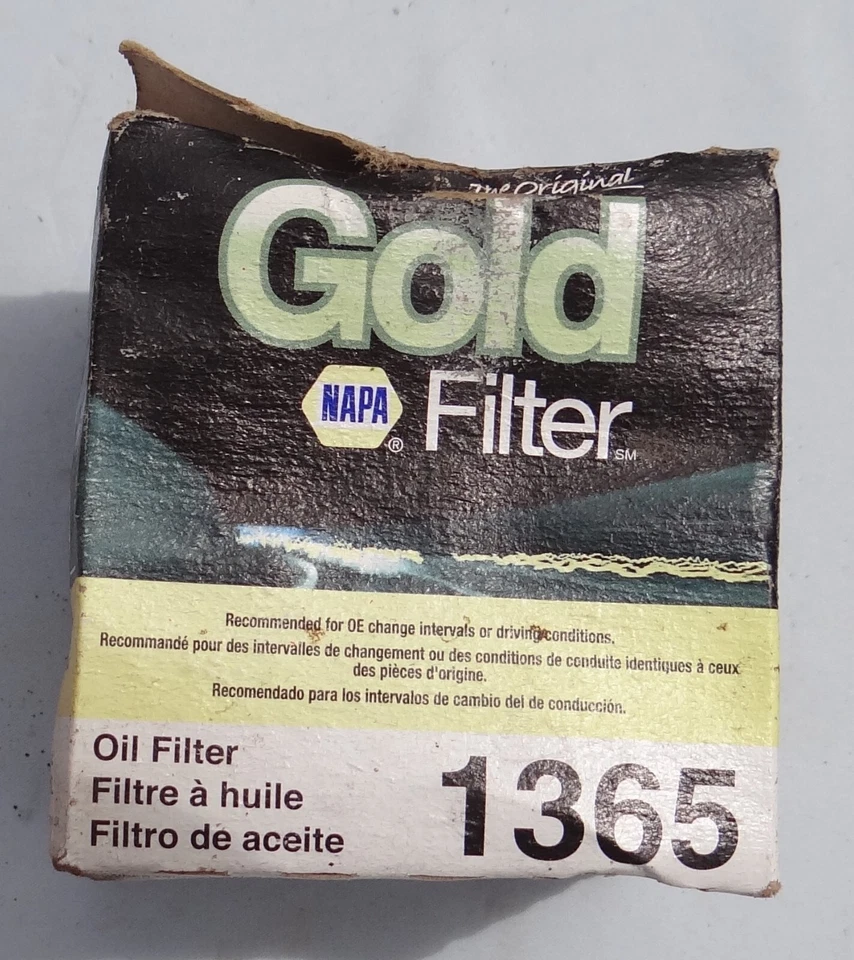 The Original
Gold
NAPA®
Filter℠
Recommended for OE change intervals or driving conditions.
Recommandé pour des intervalles de changement ou des conditions de conduite identiques à ceux
des pièces d'origine.
Recomendado para los intervalos de cambio del de conducción.
Oil Filter
Filtre à huile
Filtro de aceite
1365